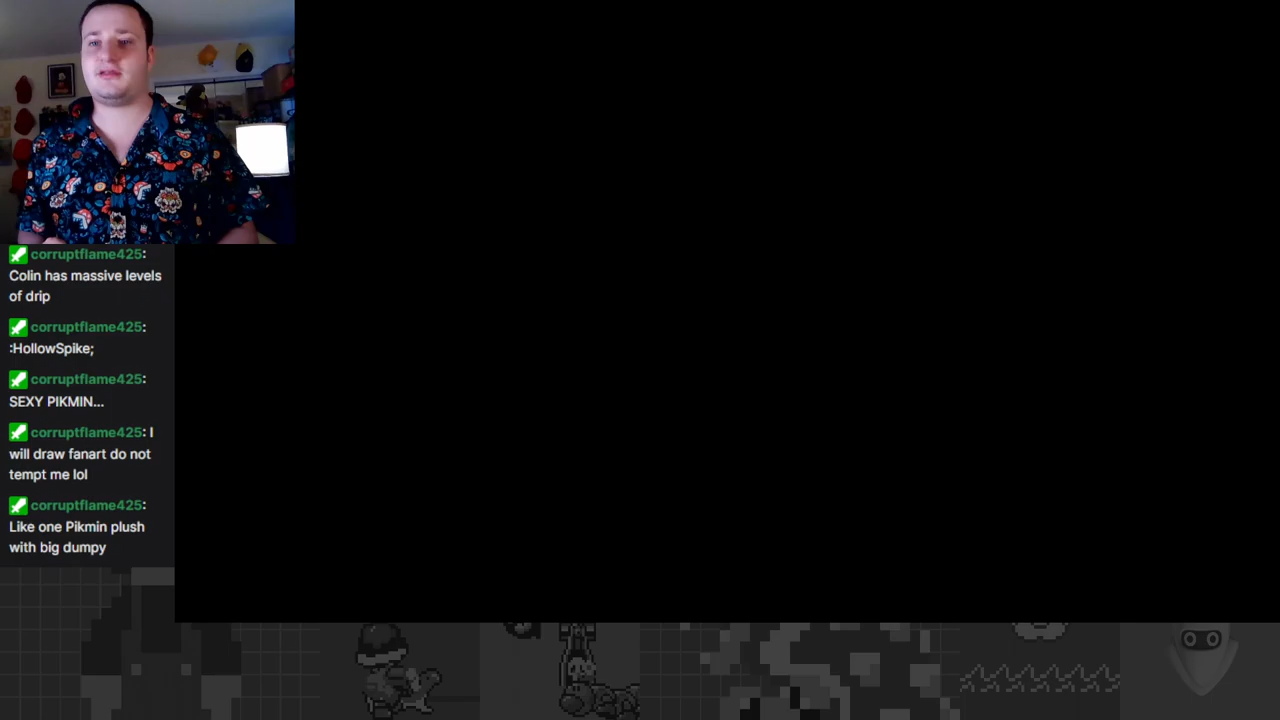 corruptflame425:
Colin has massive levels
of drip
corruptflame425:
:HollowSpike;
corruptflame425:
SEXY PIKMIN...
corruptflame425: I
will draw fanart do not
tempt me lol
corruptflame425:
Like one Pikmin plush
with big dumpy